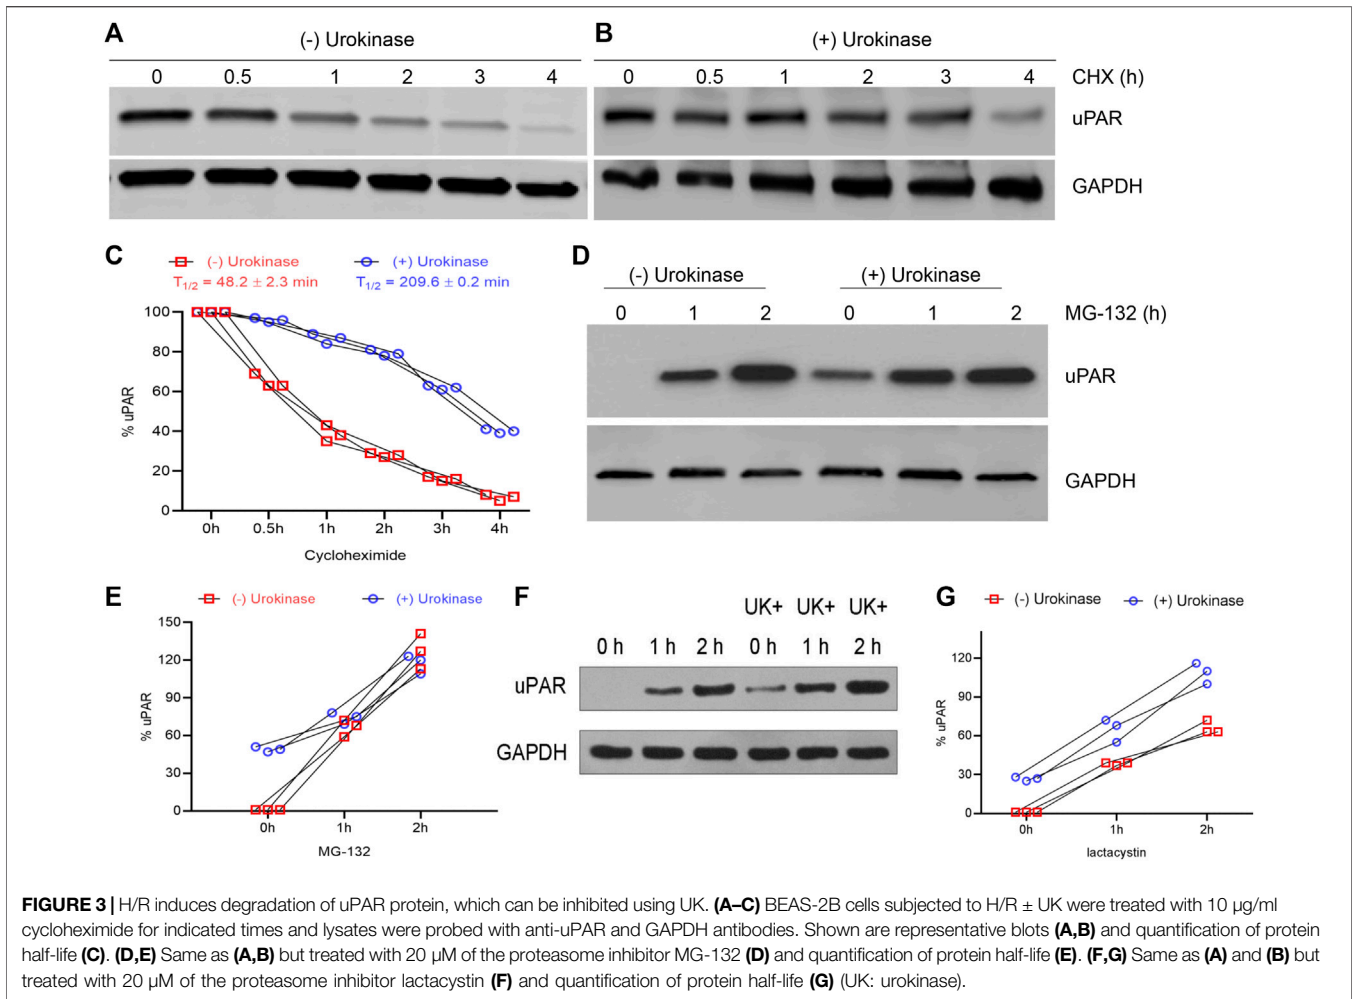 A
(-) Urokinase
0 0.5 1 2 3 4
B
(+) Urokinase
0 0.5 1 2 3 4 CHX (h)
uPAR
GAPDH
C
(-) Urokinase
T1/2 = 48.2 ± 2.3 min
(+) Urokinase
T1/2 = 209.6 ± 0.2 min
100
80
60
40
20
0
% uPAR
0h 0.5h 1h 2h 3h 4h
Cycloheximide
D
(-) Urokinase (+) Urokinase
0 1 2 0 1 2 MG-132 (h)
uPAR
GAPDH
E
(-) Urokinase (+) Urokinase
150
120
90
60
30
0
% uPAR
0h 1h 2h
MG-132
F
UK+ UK+ UK+
0 h 1 h 2 h 0 h 1 h 2 h
uPAR
GAPDH
G
(-) Urokinase (+) Urokinase
120
90
60
30
0
% uPAR
0h 1h 2h
lactacystin
FIGURE 3 | H/R induces degradation of uPAR protein, which can be inhibited using UK. (A–C) BEAS-2B cells subjected to H/R ± UK were treated with 10 µg/ml
cycloheximide for indicated times and lysates were probed with anti-uPAR and GAPDH antibodies. Shown are representative blots (A,B) and quantification of protein
half-life (C). (D,E) Same as (A,B) but treated with 20 µM of the proteasome inhibitor MG-132 (D) and quantification of protein half-life (E). (F,G) Same as (A) and (B) but
treated with 20 µM of the proteasome inhibitor lactacystin (F) and quantification of protein half-life (G) (UK: urokinase).